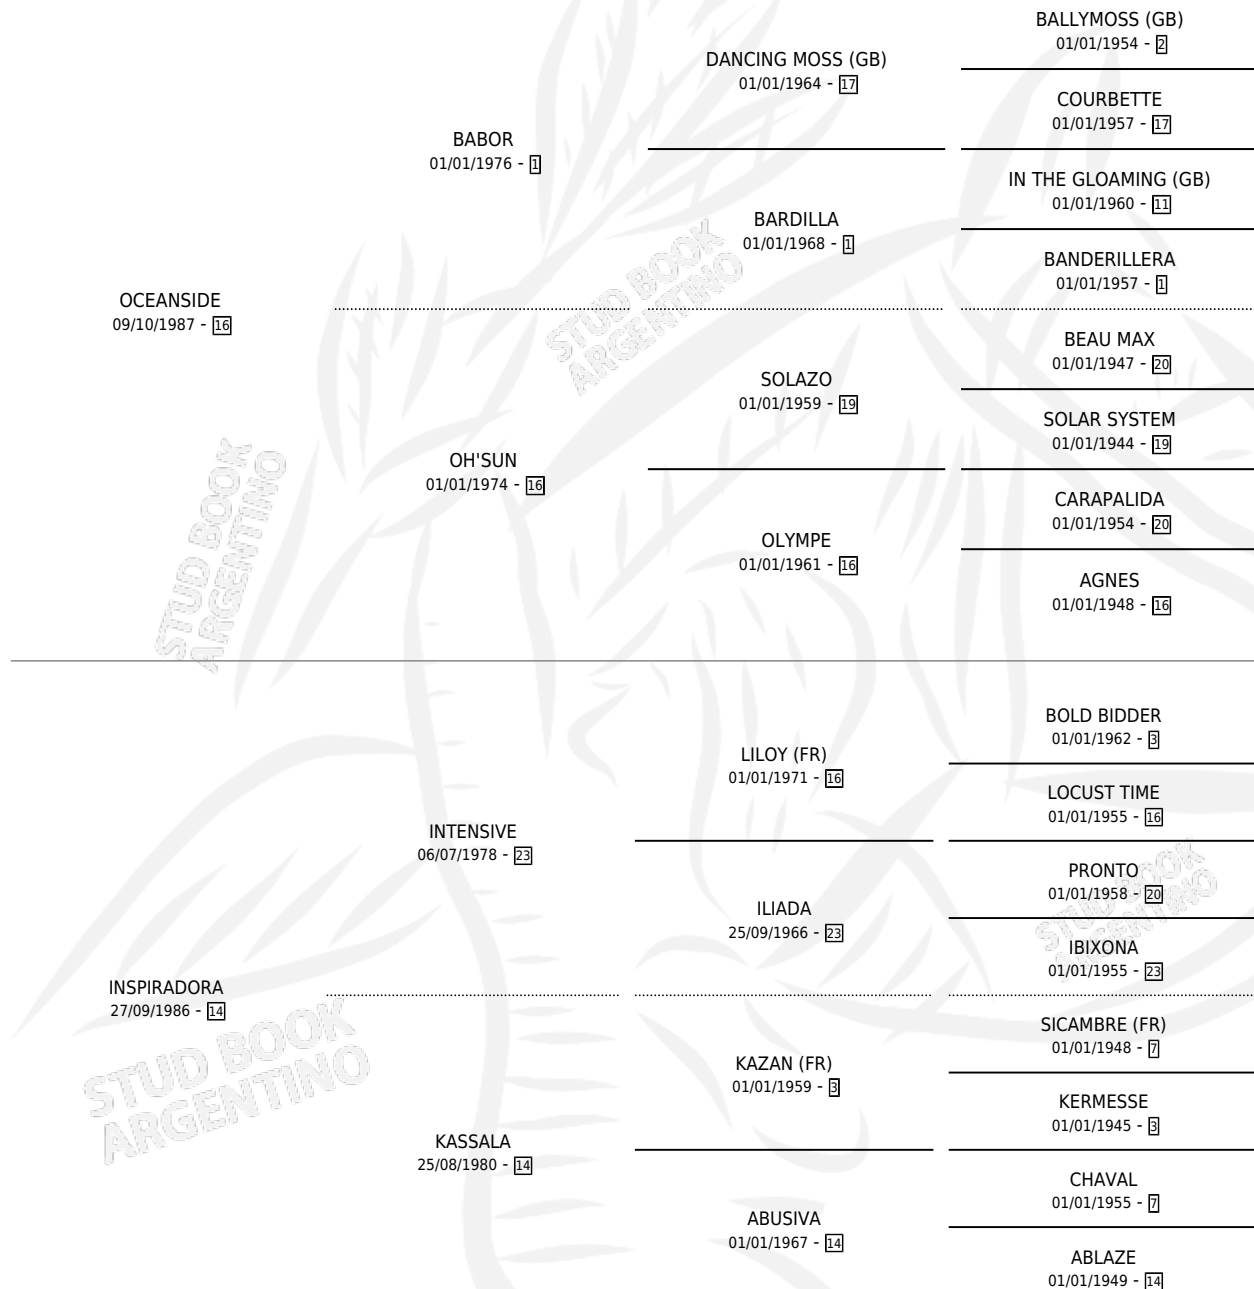 BALLYMOSS (GB)
01/01/1954 - 2
DANCING MOSS (GB)
01/01/1964 - 17
COURBETTE
01/01/1957 - 17
BABOR
01/01/1976 - 1
IN THE GLOAMING (GB)
01/01/1960 - 11
BARDILLA
01/01/1968 - 1
BANDERILLERA
01/01/1957 - 1
OCEANSIDE
09/10/1987 - 16
BEAU MAX
01/01/1947 - 20
SOLAZO
01/01/1959 - 19
SOLAR SYSTEM
01/01/1944 - 19
OH'SUN
01/01/1974 - 16
CARAPALIDA
01/01/1954 - 20
OLYMPE
01/01/1961 - 16
AGNES
01/01/1948 - 16
BOLD BIDDER
01/01/1962 - 3
LILOY (FR)
01/01/1971 - 16
LOCUST TIME
01/01/1955 - 16
INTENSIVE
06/07/1978 - 23
PRONTO
01/01/1958 - 20
ILIADA
25/09/1966 - 23
IBIXONA
01/01/1955 - 23
INSPIRADORA
27/09/1986 - 14
SICAMBRE (FR)
01/01/1948 - 7
KAZAN (FR)
01/01/1959 - 3
KERMESSE
01/01/1945 - 3
KASSALA
25/08/1980 - 14
CHAVAL
01/01/1955 - 7
ABUSIVA
01/01/1967 - 14
ABLAZE
01/01/1949 - 14
STUD BOOK
ARGENTINO
STUD BOOK
ARGENTINO
STUD BOOK
ARGENTINO
STUD BOOK
ARGENTINO